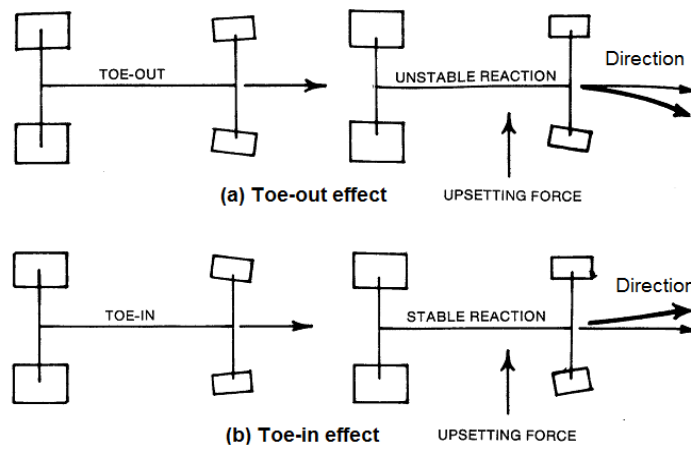 TOE-OUT
UNSTABLE REACTION
Direction
(a) Toe-out effect
UPSETTING FORCE
TOE-IN
STABLE REACTION
Direction
(b) Toe-in effect
UPSETTING FORCE